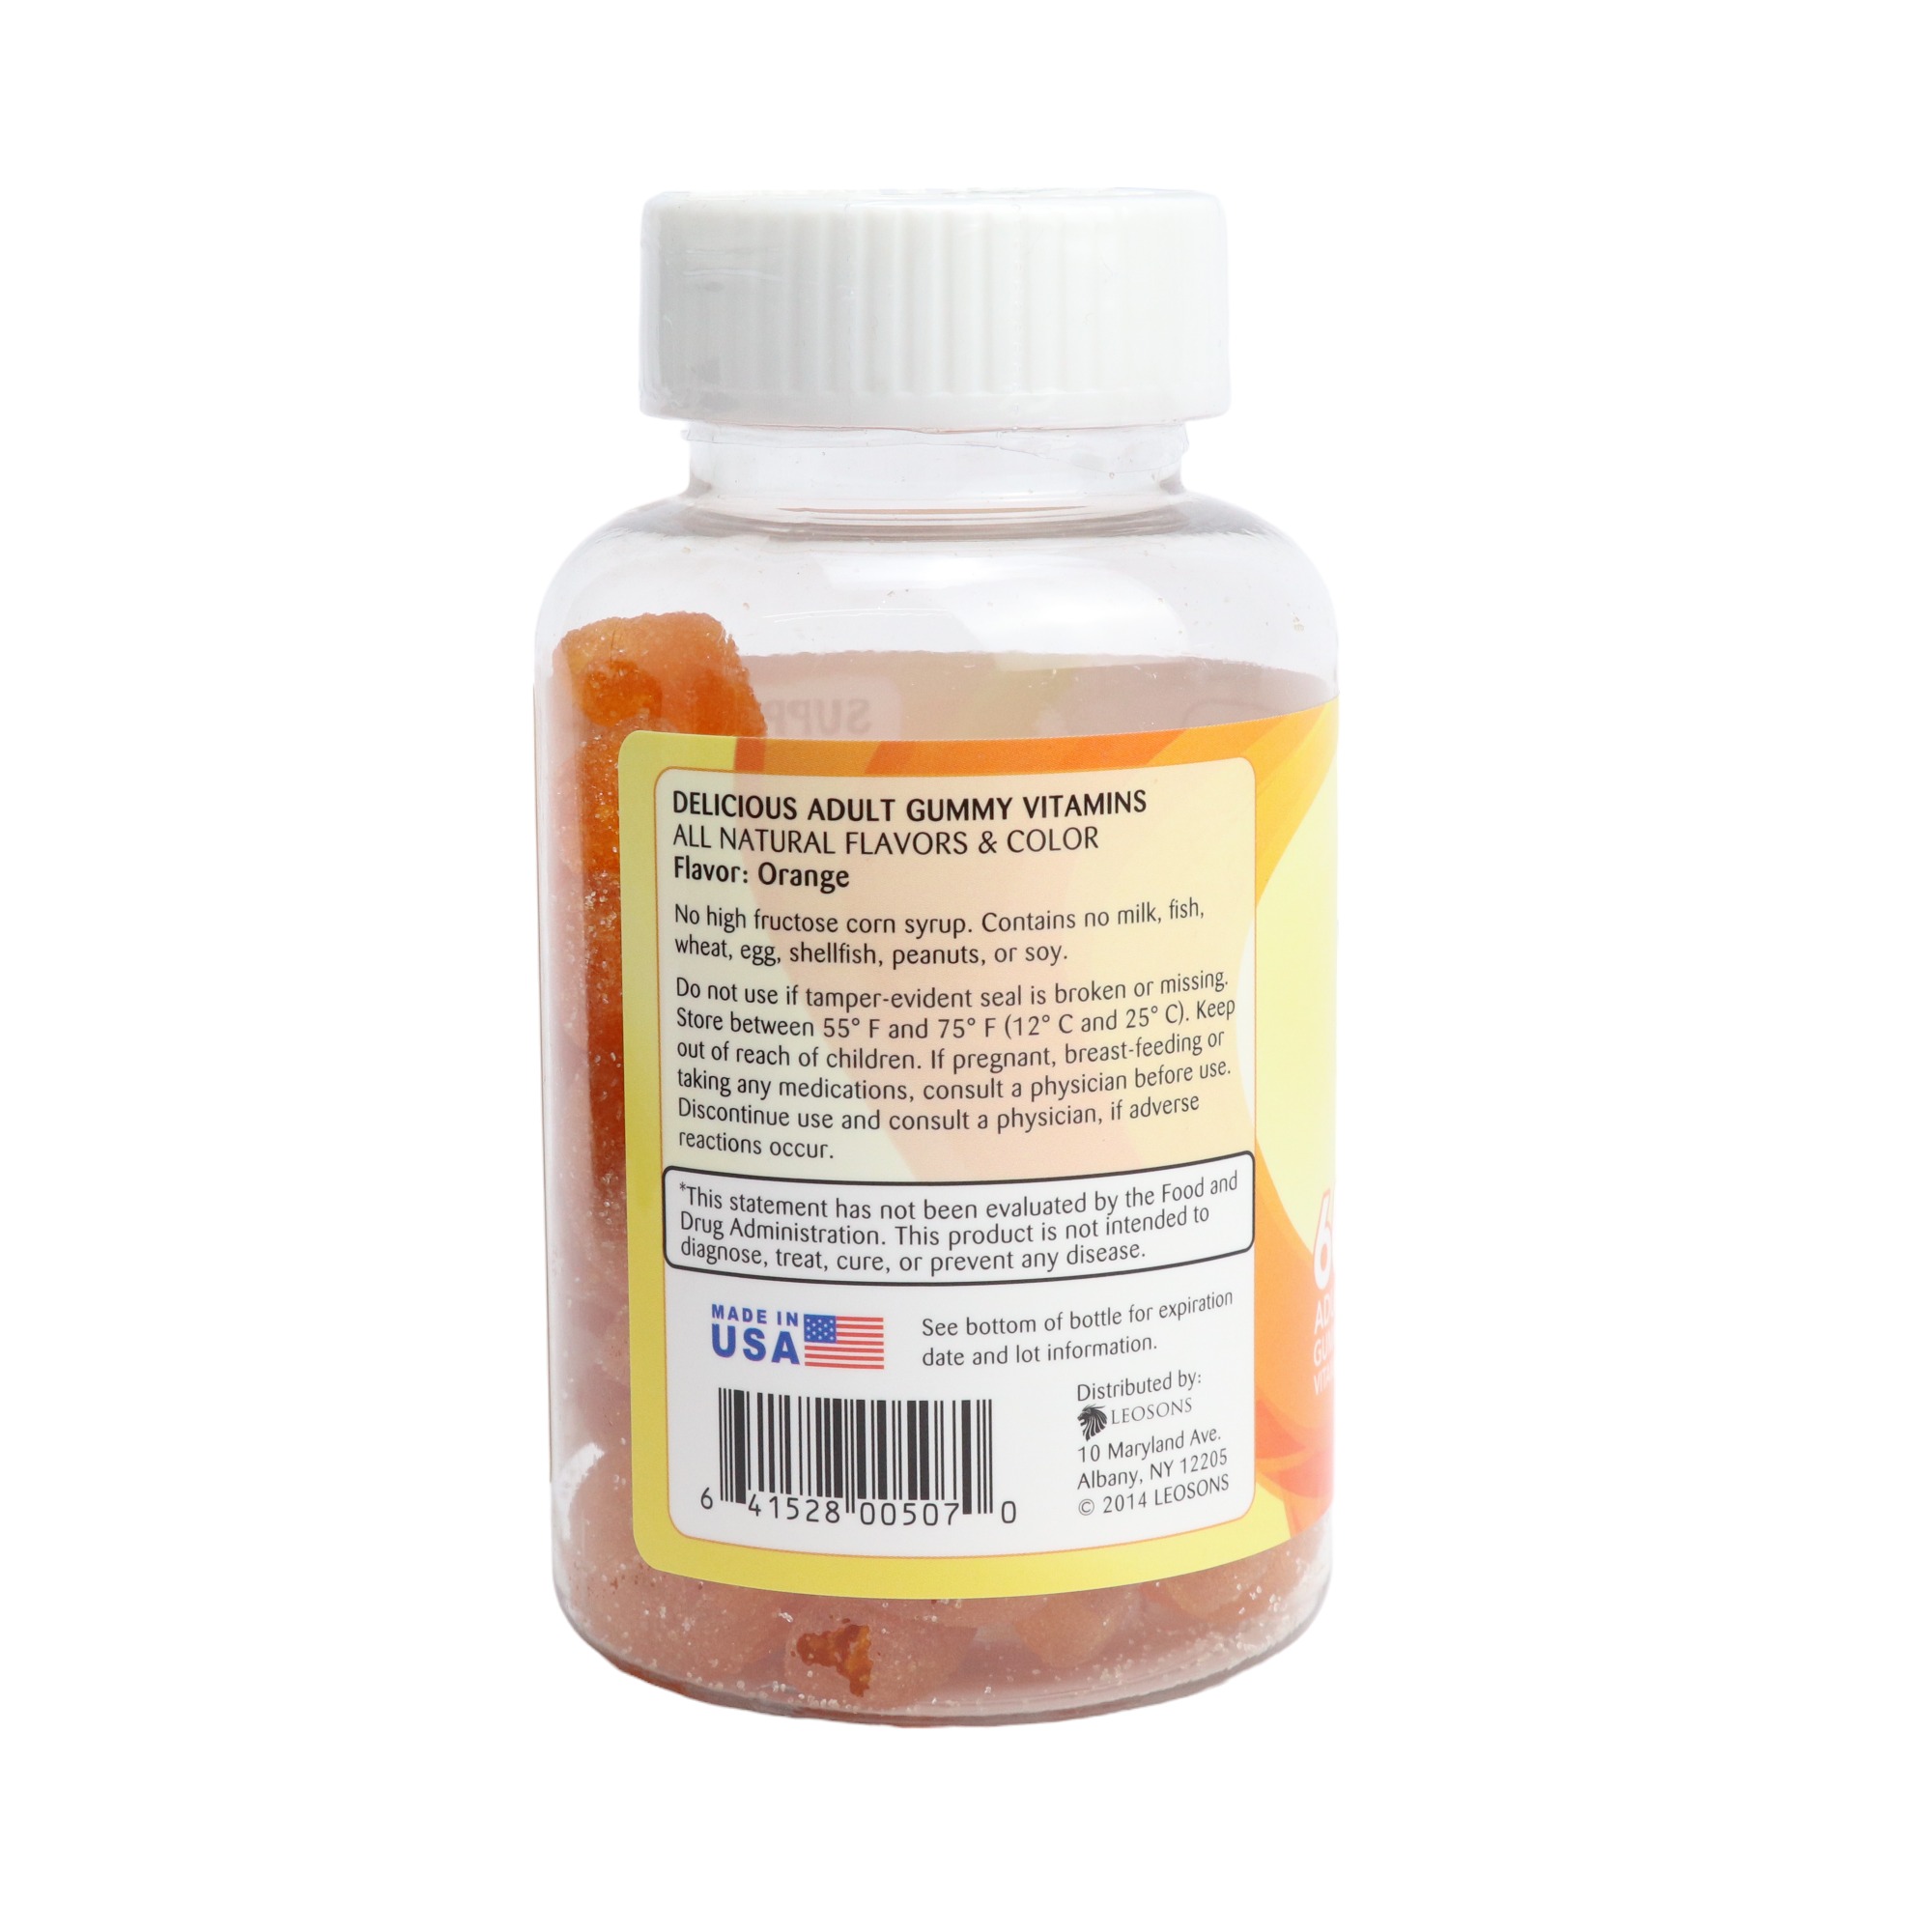 DELICIOUS ADULT GUMMY VITAMINS
ALL NATURAL FLAVORS & COLOR
Flavor: Orange
No high fructose corn syrup. Contains no milk, fish,
wheat, egg, shellfish, peanuts, or soy.
Do not use if tamper-evident seal is broken or missing.
Store between 55° F and 75° F (12° C and 25° C). Keep
out of reach of children. If pregnant, breast-feeding or
taking any medications, consult a physician before use.
Discontinue use and consult a physician, if adverse
reactions occur.
*This statement has not been evaluated by the Food and
Drug Administration. This product is not intended to
diagnose, treat, cure, or prevent any disease.
MADE IN
USA
See bottom of bottle for expiration
date and lot information.
Distributed by:
LEOSONS
10 Maryland Ave.
Albany, NY 12205
© 2014 LEOSONS
6 41528 00507 0